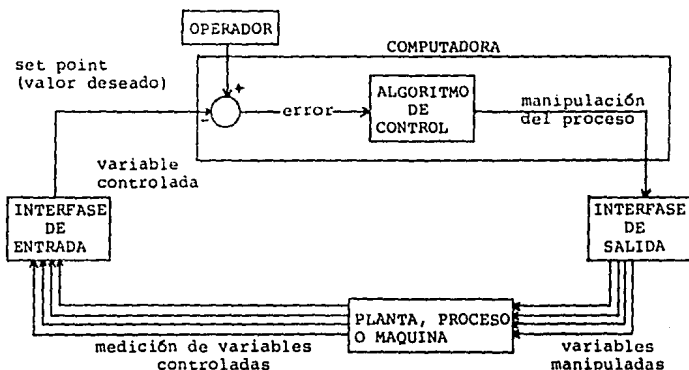 OPERADOR
COMPUTADORA
set point
(valor deseado)
+
-
error
ALGORITMO
DE
CONTROL
manipulación
del proceso
variable
controlada
INTERFASE
DE
ENTRADA
INTERFASE
DE
SALIDA
PLANTA, PROCESO
O MAQUINA
medición de variables
controladas
variables
manipuladas